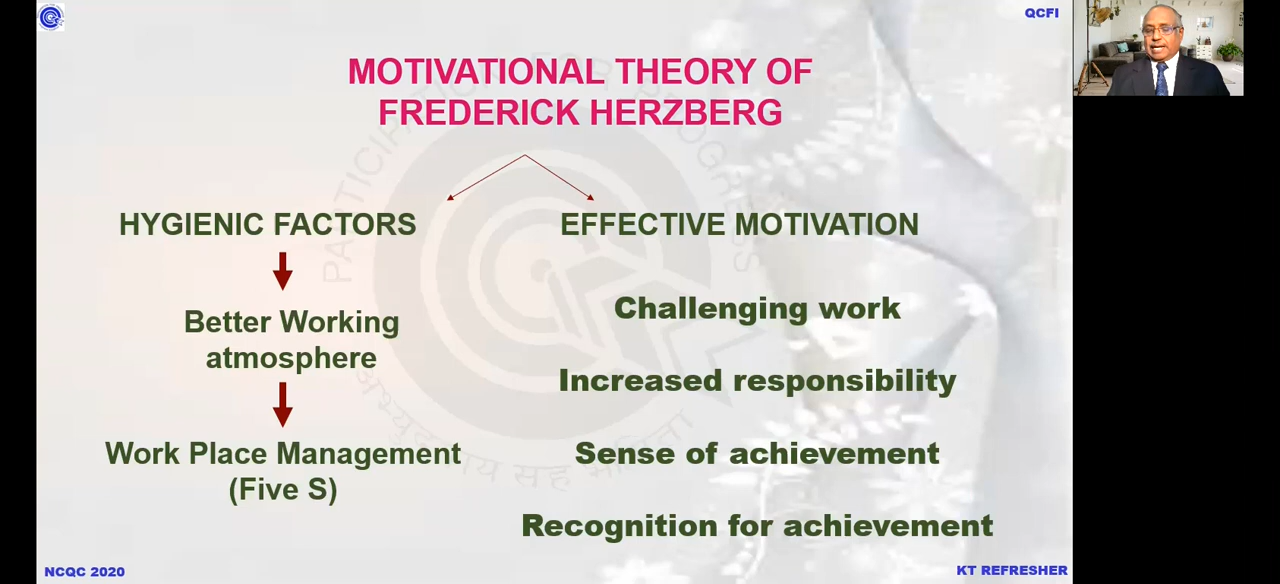 QCFI
MOTIVATIONAL THEORY OF
FREDERICK HERZBERG
HYGIENIC FACTORS
EFFECTIVE MOTIVATION
Better Working
atmosphere
Work Place Management
(Five S)
Challenging work
Increased responsibility
Sense of achievement
Recognition for achievement
NCQC 2020
KT REFRESHER